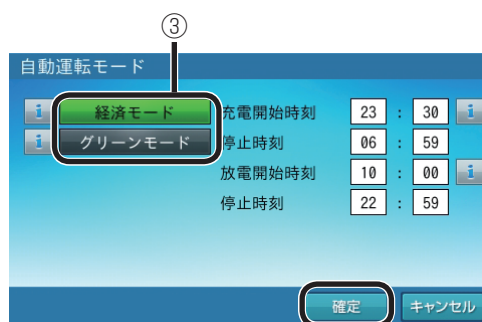 ③
自動運転モード
i 経済モード 充電開始時刻 23 : 30 i
i グリーンモード 停止時刻 06 : 59
放電開始時刻 10 : 00 i
停止時刻 22 : 59
確定 キャンセル